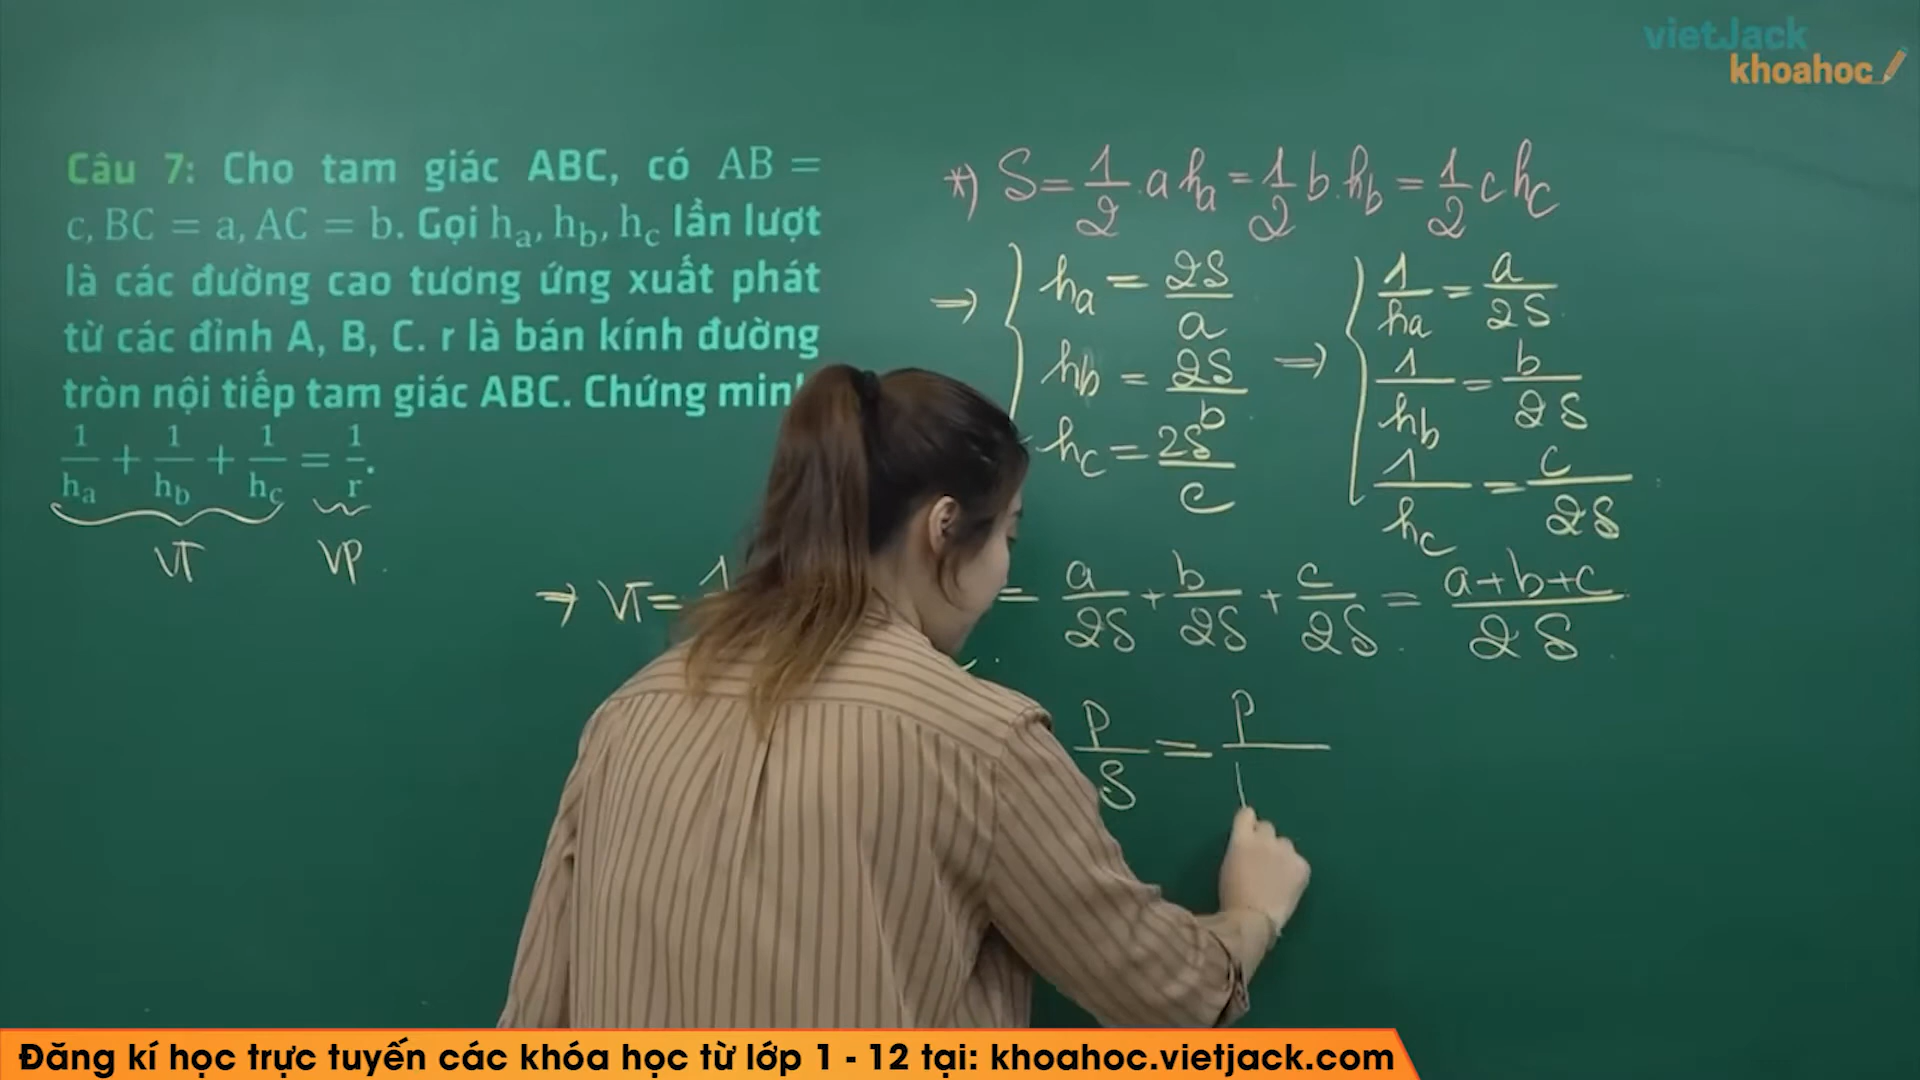 vietJack
khoahoc
Câu 7: Cho tam giác ABC, có AB =
c, BC = a, AC = b. Gọi hₐ, h_b, h_c lần lượt
là các đường cao tương ứng xuất phát
từ các đỉnh A, B, C. r là bán kính đường
tròn nội tiếp tam giác ABC. Chứng min
1/hₐ + 1/h_b + 1/h_c = 1/r.
VT VP
*) S = 1/2 . a hₐ = 1/2 b . h_b = 1/2 c h_c
⇒ { hₐ = 2S/a ⇒ { 1/hₐ = a/2S
h_b = 2S/b 1/h_b = b/2S
h_c = 2S/c 1/h_c = c/2S
⇒ VT = 1 = a/2S + b/2S + c/2S = a+b+c/2S
P/S = P/
Đăng kí học trực tuyến các khóa học từ lớp 1 - 12 tại: khoahoc.vietjack.com